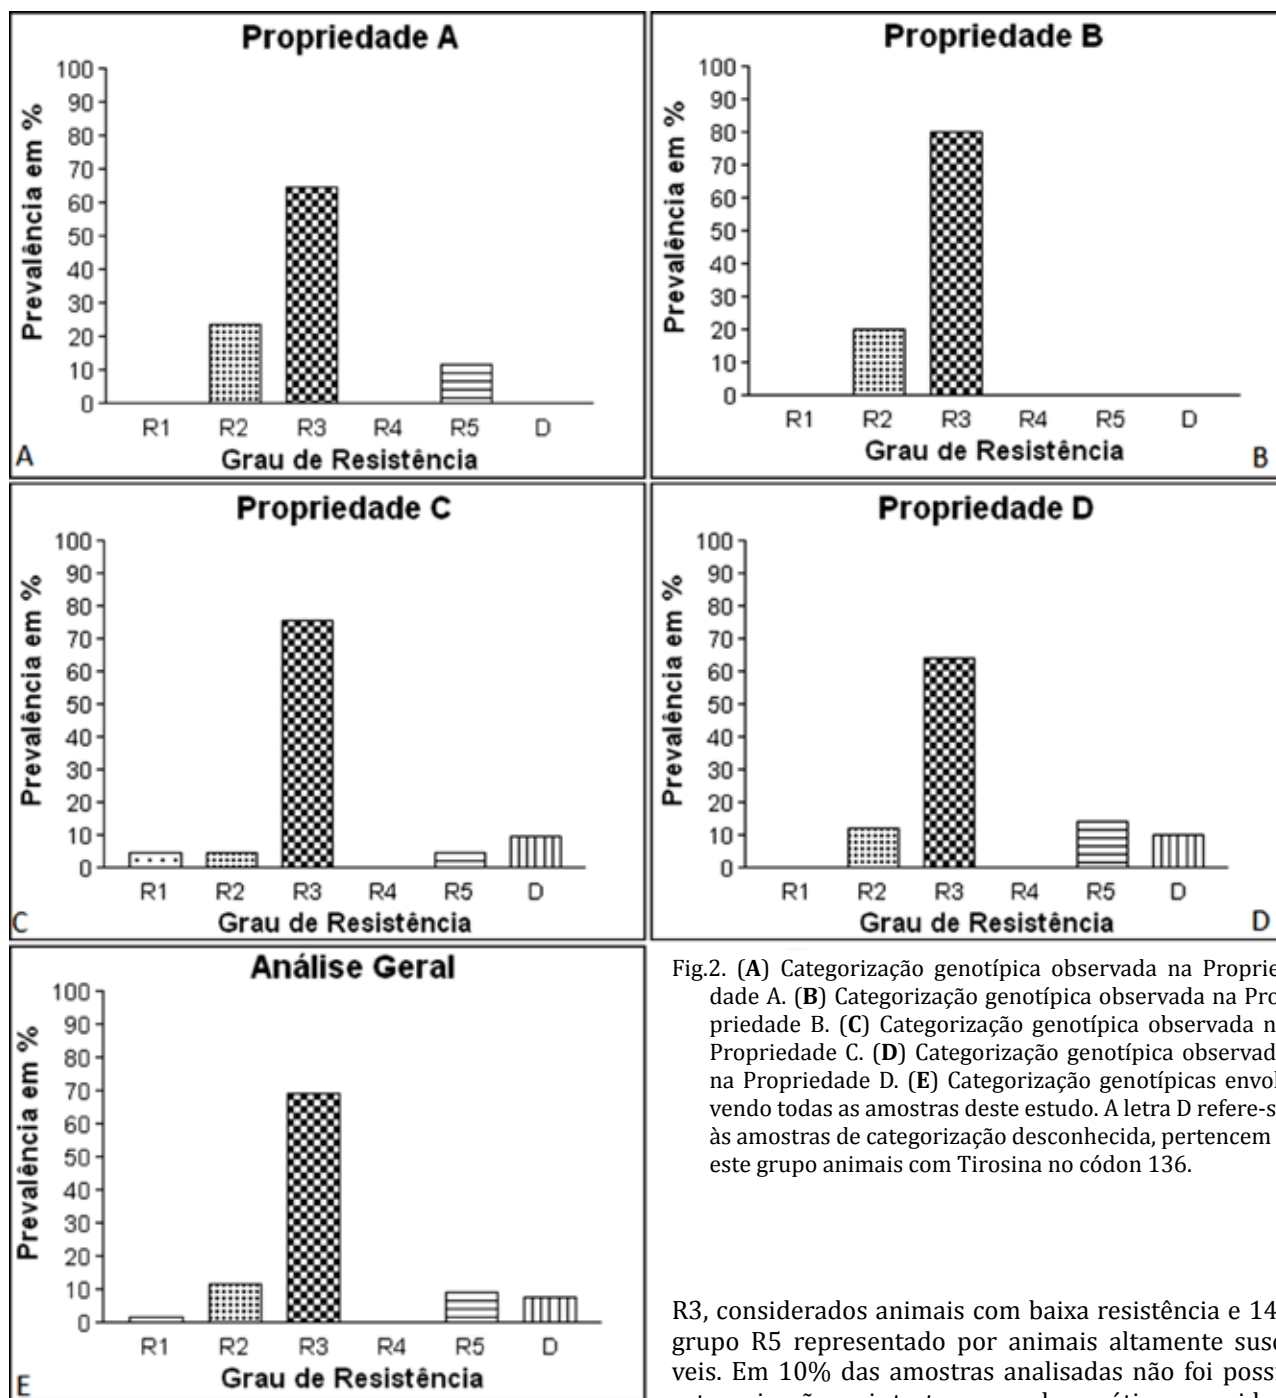 Propriedade A
Prevalência em %
100
90
80
70
60
50
40
30
20
10
0
R1 R2 R3 R4 R5 D
Grau de Resistência
A
Propriedade B
Prevalência em %
100
90
80
70
60
50
40
30
20
10
0
R1 R2 R3 R4 R5 D
Grau de Resistência
B
Propriedade C
Prevalência em %
100
90
80
70
60
50
40
30
20
10
0
R1 R2 R3 R4 R5 D
Grau de Resistência
C
Propriedade D
Prevalência em %
100
90
80
70
60
50
40
30
20
10
0
R1 R2 R3 R4 R5 D
Grau de Resistência
D
Análise Geral
Prevalência em %
100
90
80
70
60
50
40
30
20
10
0
R1 R2 R3 R4 R5 D
Grau de Resistência
E
Fig.2. (A) Categorização genotípica observada na Proprie
dade A. (B) Categorização genotípica observada na Pro
priedade B. (C) Categorização genotípica observada n
Propriedade C. (D) Categorização genotípica observad
na Propriedade D. (E) Categorização genotípicas envol
vendo todas as amostras deste estudo. A letra D refere-s
às amostras de categorização desconhecida, pertencem
este grupo animais com Tirosina no códon 136.
R3, considerados animais com baixa resistência e 14
grupo R5 representado por animais altamente susc
veis. Em 10% das amostras analisadas não foi possí